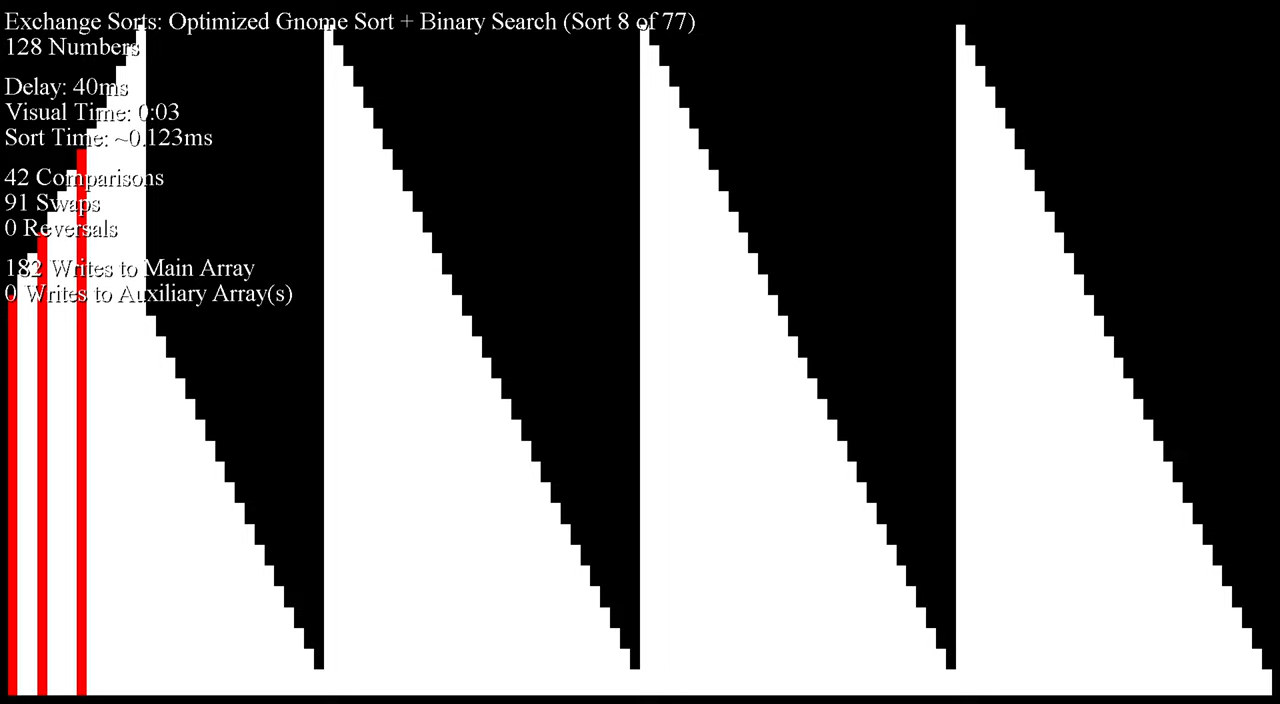 Exchange Sorts: Optimized Gnome Sort + Binary Search (Sort 8 of 77)
128 Numbers
Delay: 40ms
Visual Time: 0:03
Sort Time: ~0.123ms
42 Comparisons
91 Swaps
0 Reversals
182 Writes to Main Array
0 Writes to Auxiliary Array(s)